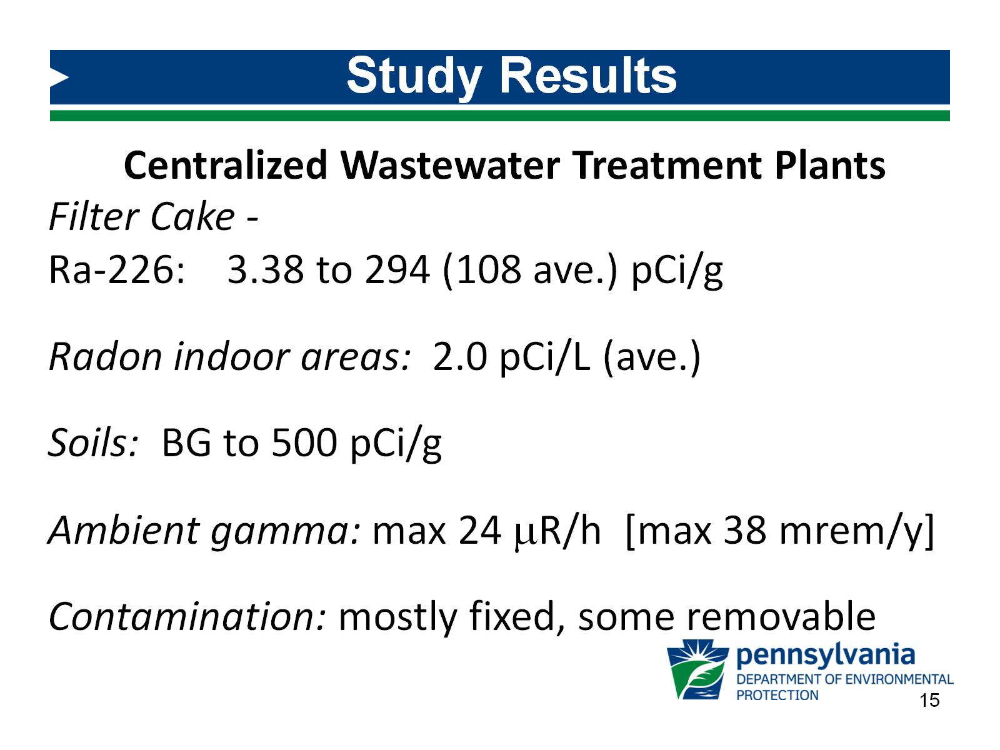 Study Results
Centralized Wastewater Treatment Plants
Filter Cake -
Ra-226: 3.38 to 294 (108 ave.) pCi/g
Radon indoor areas: 2.0 pCi/L (ave.)
Soils: BG to 500 pCi/g
Ambient gamma: max 24 μR/h [max 38 mrem/y]
Contamination: mostly fixed, some removable
pennsylvania
DEPARTMENT OF ENVIRONMENTAL
PROTECTION
15